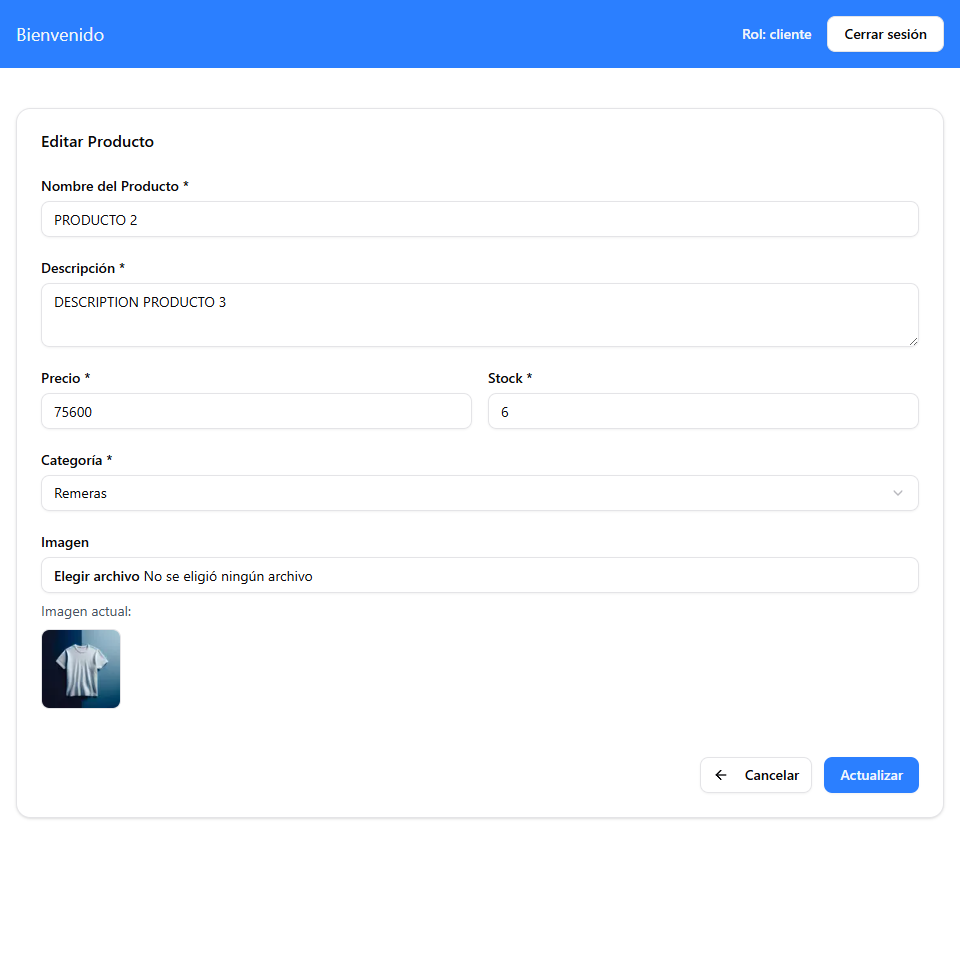 Bienvenido
Rol: cliente
Cerrar sesión
Editar Producto
Nombre del Producto *
PRODUCTO 2
Descripción *
DESCRIPTION PRODUCTO 3
Precio *
Stock *
75600
6
Categoría *
Remeras
Imagen
Elegir archivo No se eligió ningún archivo
Imagen actual:
Cancelar
Actualizar